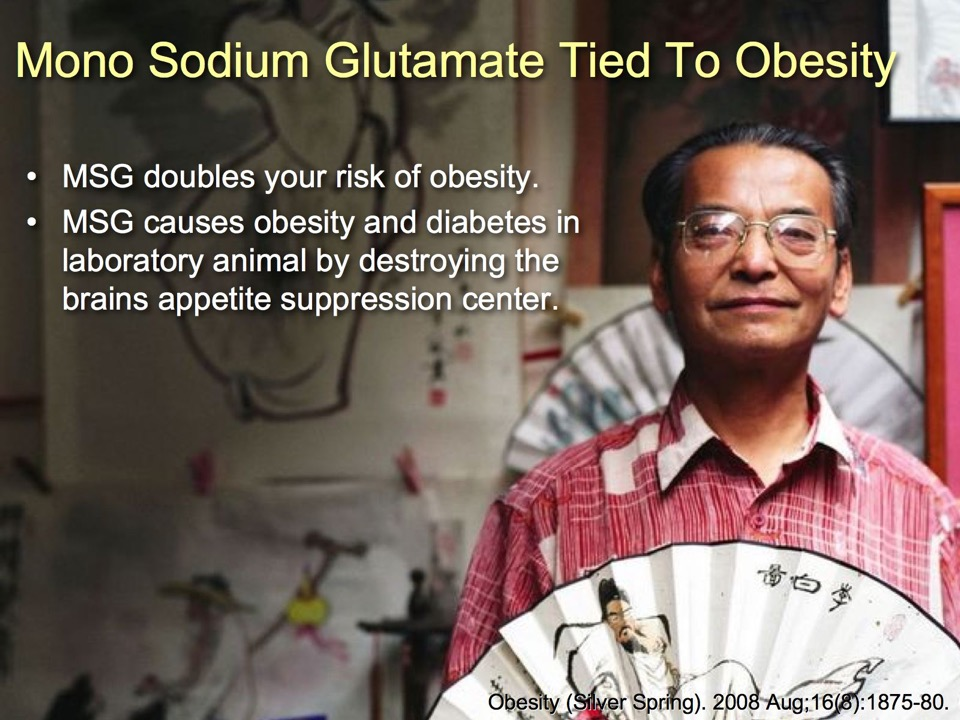 Mono Sodium Glutamate Tied To Obesity
• MSG doubles your risk of obesity.
• MSG causes obesity and diabetes in
laboratory animal by destroying the
brains appetite suppression center.
Obesity (Silver Spring). 2008 Aug;16(8):1875-80.